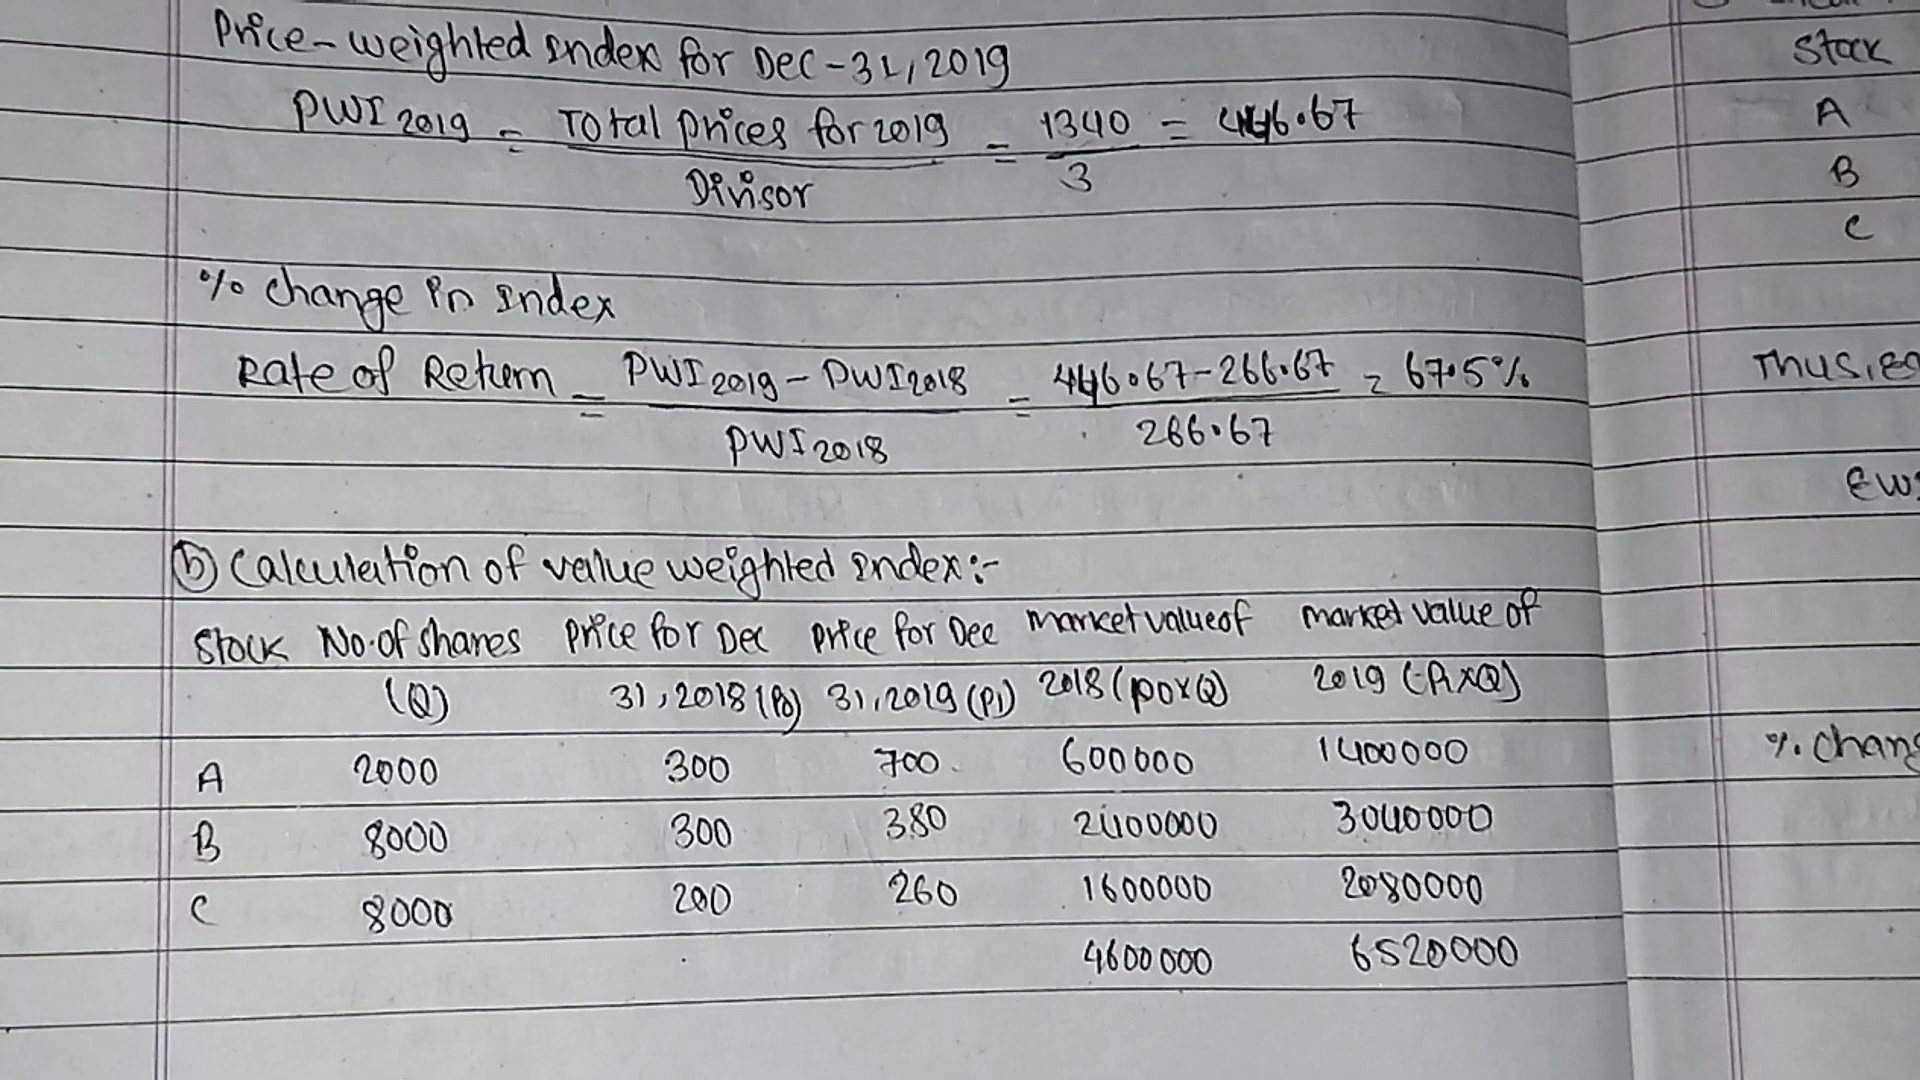 Price-weighted Index for Dec-31, 2019
PWI 2019 = Total prices for 2019 / Divisor = 1340 / 3 = 446.67
% change in Index
Rate of Return = PWI 2019 - PWI 2018 / PWI 2018 = 446.67-266.67 / 266.67 = 67.5%
(b) Calculation of value weighted Index:-
Stock No. of shares Price for Dec Price for Dec market value of market value of
(Q) 31, 2018 (P0) 31, 2019 (P1) 2018 (P0xQ) 2019 (P1xQ)
A 2000 300 700 600000 1400000
B 8000 300 380 2400000 3040000
C 8000 200 260 1600000 2080000
4600000 6520000
Stock
A
B
C
Thus,
% chang